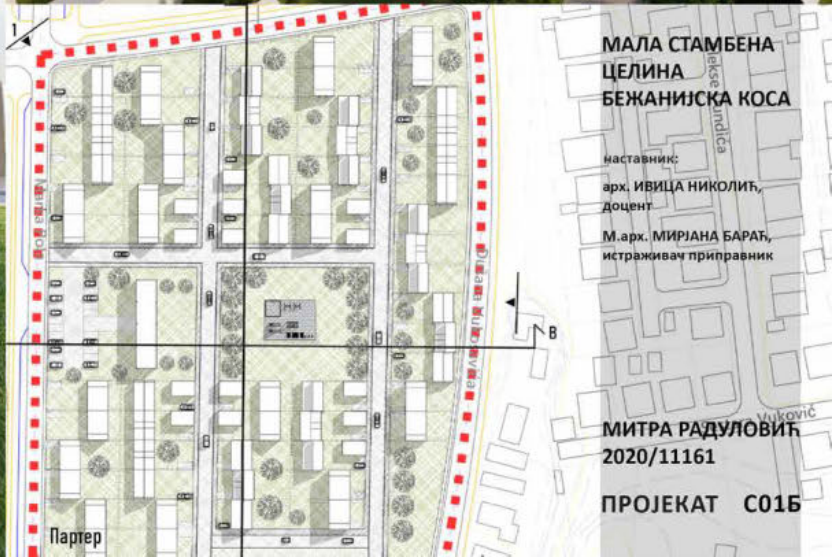 1
МАЛА СТАМБЕНА
ЦЕЛИНА
БЕЖАНИЈСКА КОСА
наставник:
арх. ИВИЦА НИКОЛИЋ,
доцент
М.арх. МИРЈАНА БАРАЋ,
истраживач приправник
B
Vuković
МИТРА РАДУЛОВИЋ
2020/11161
ПРОЈЕКАТ С01Б
Партер